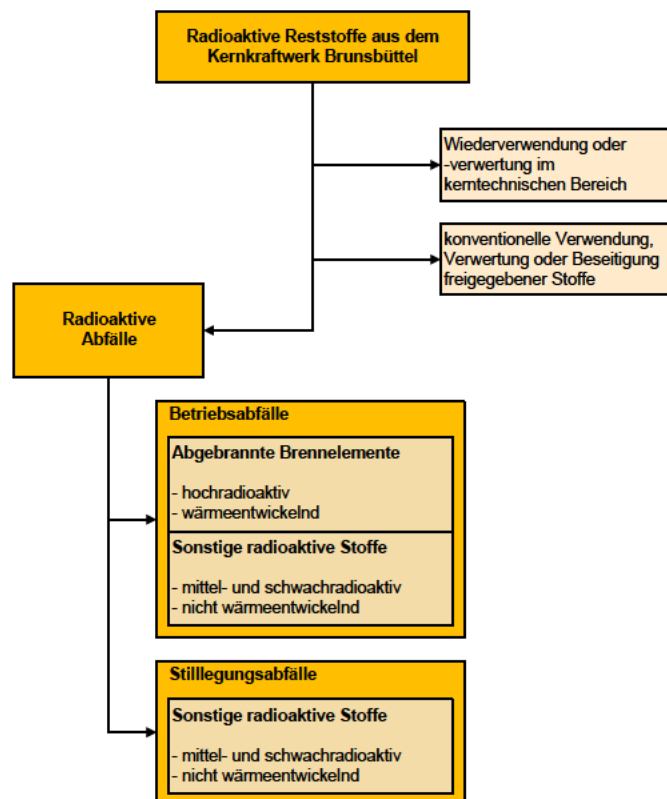 Radioaktive Reststoffe aus dem
Kernkraftwerk Brunsbüttel
Wiederverwendung oder
-verwertung im
kerntechnischen Bereich
konventionelle Verwendung,
Verwertung oder Beseitigung
freigegebener Stoffe
Radioaktive
Abfälle
Betriebsabfälle
Abgebrannte Brennelemente
- hochradioaktiv
- wärmeentwickelnd
Sonstige radioaktive Stoffe
- mittel- und schwachradioaktiv
- nicht wärmeentwickelnd
Stilllegungsabfälle
Sonstige radioaktive Stoffe
- mittel- und schwachradioaktiv
- nicht wärmeentwickelnd